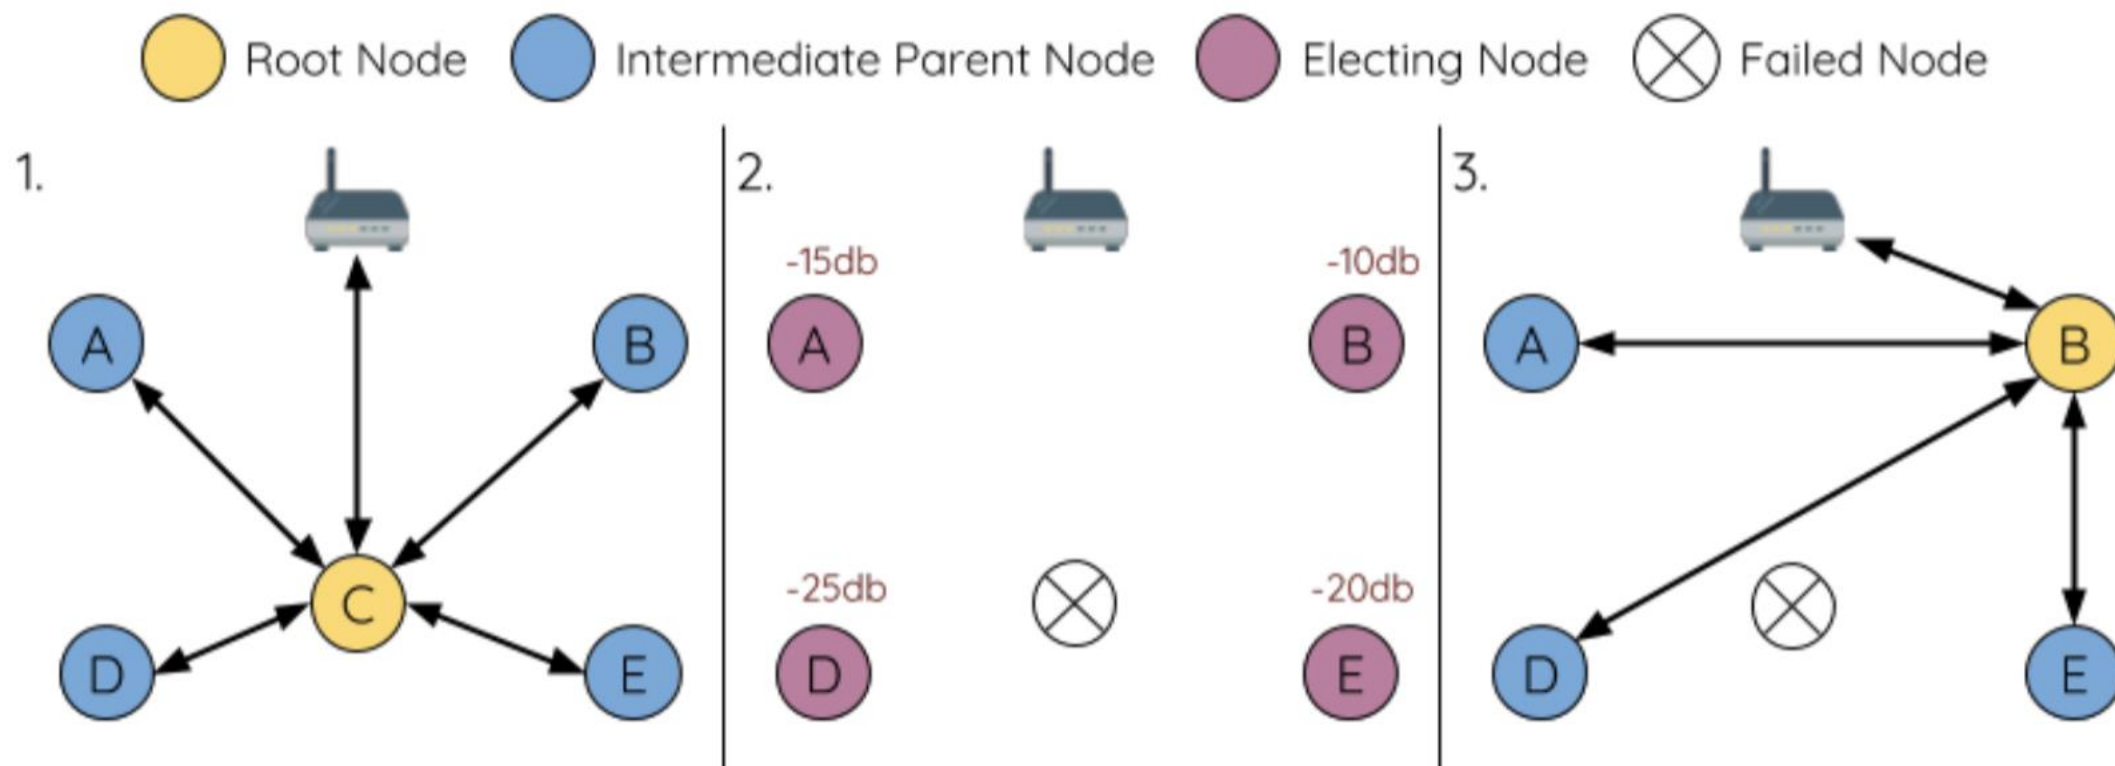 Root Node Intermediate Parent Node Electing Node Failed Node
1.
A
B
C
D
E
2.
-15db
-10db
A
B
-25db
-20db
D
E
3.
A
B
D
E